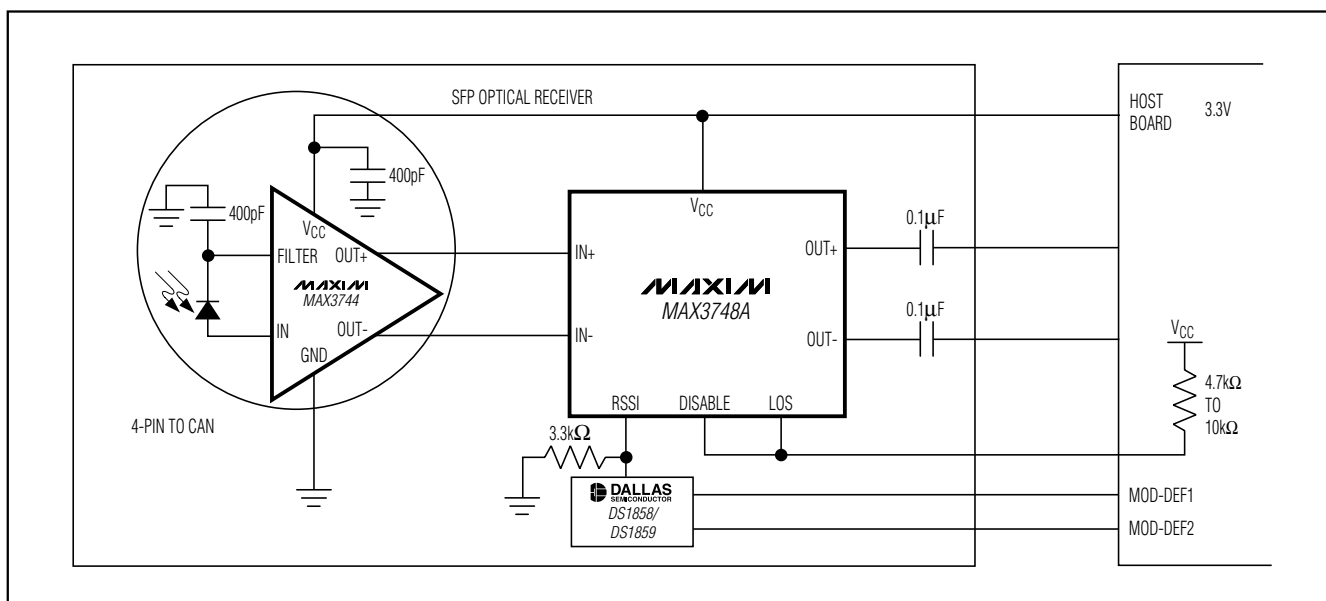 SFP OPTICAL RECEIVER
HOST
BOARD
3.3V
400pF
400pF
VCC
VCC
0.1μF
FILTER
OUT+
IN+
OUT+
MAXIM
MAX3744
MAXIM
MAX3748A
0.1μF
IN
OUT-
IN-
OUT-
VCC
GND
4.7kΩ
TO
10kΩ
RSSI
DISABLE
LOS
4-PIN TO CAN
3.3kΩ
DALLAS
SEMICONDUCTOR
DS1858/
DS1859
MOD-DEF1
MOD-DEF2